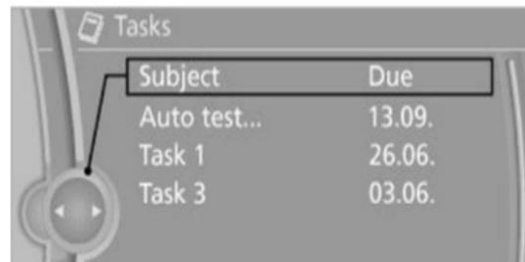 Tasks
Subject Due
Auto test... 13.09.
Task 1 26.06.
Task 3 03.06.